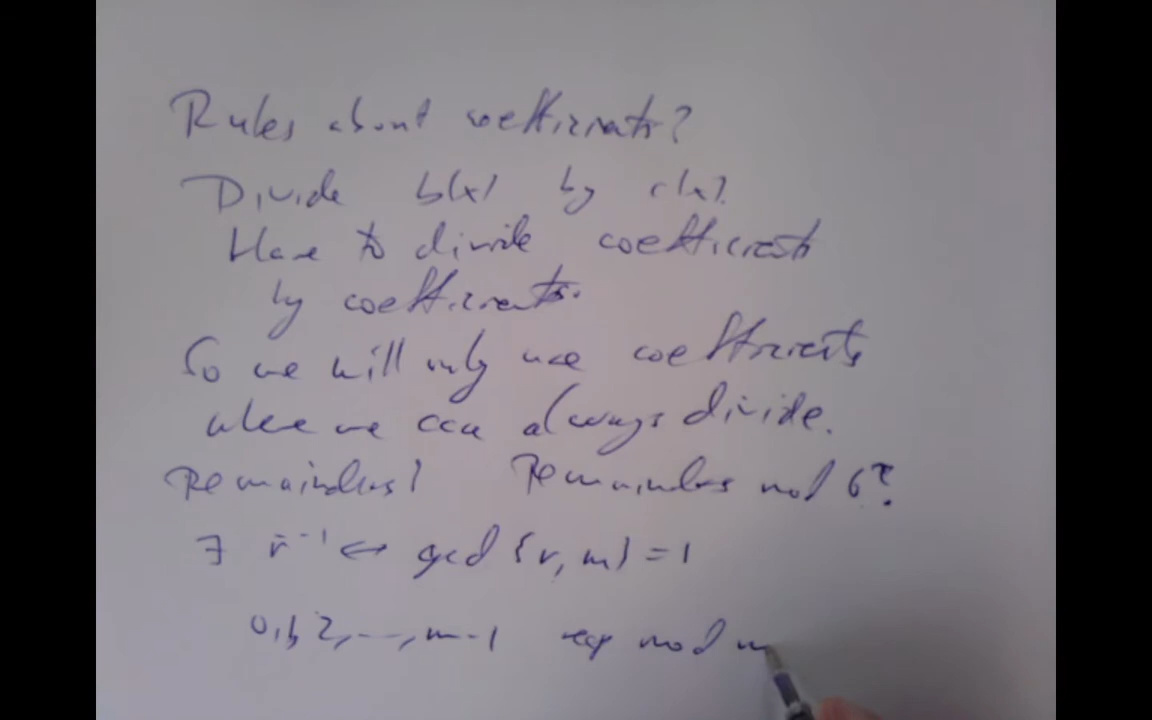 Rules about coefficients?
Divide b(x) by c(x).
Have to divide coefficients
by coefficients.
So we will only use coefficients
where we can always divide.
Remainders? Remainders mod 6?
∃ r̄⁻¹ ↔ gcd {r, m} = 1
0, 1, 2, ..., m-1 rep mod m